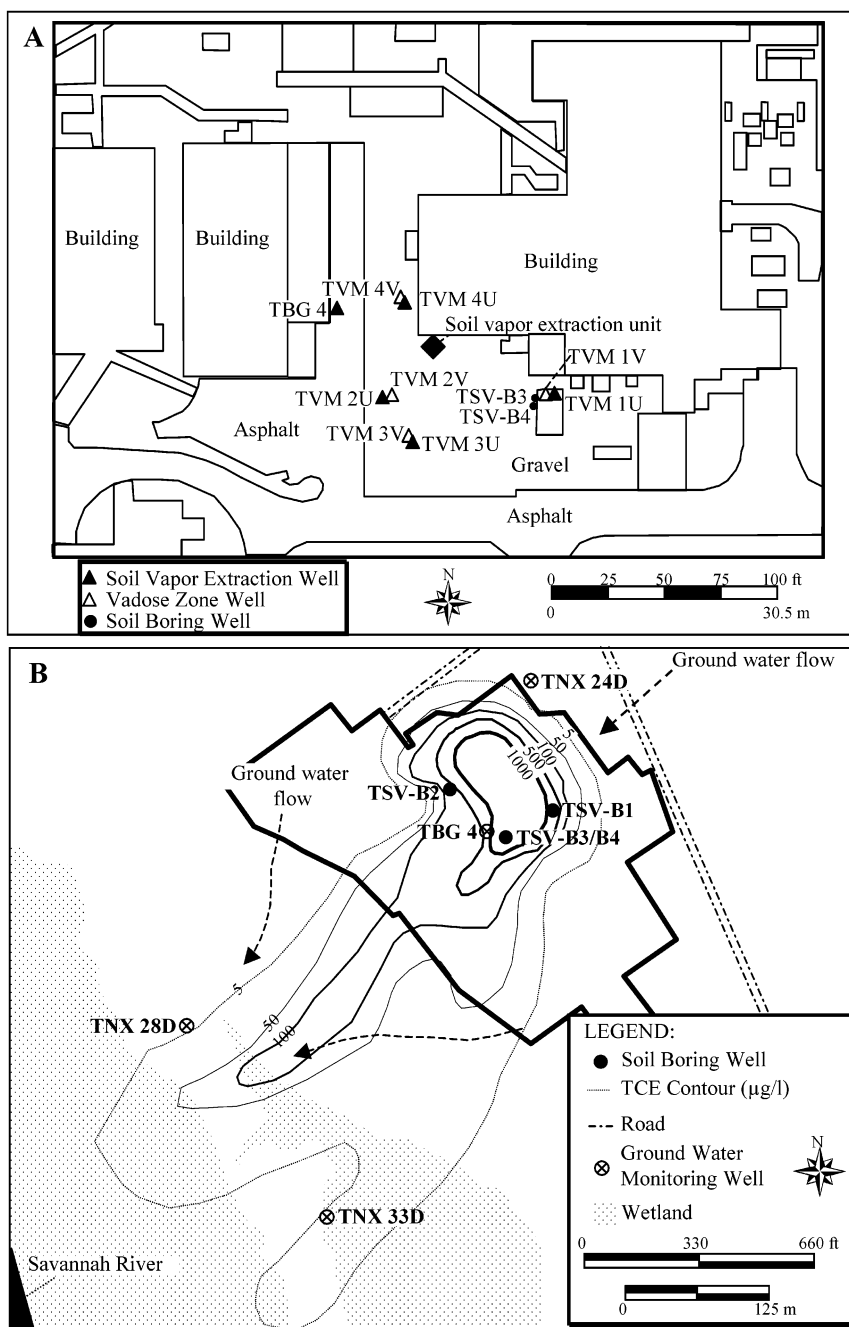 A
Building
Building
Building
TVM 4V
TBG 4
TVM 4U
Soil vapor extraction unit
TVM 1V
TVM 2V
TSV-B3
TVM 2U
TVM 1U
TSV-B4
Asphalt
TVM 3V
TVM 3U
Gravel
Asphalt
Soil Vapor Extraction Well
Vadose Zone Well
Soil Boring Well
N
0 25 50 75 100 ft
0 30.5 m
B
Ground water flow
TNX 24D
5
50
100
500
1000
Ground water
flow
TSV-B2
TSV-B1
TBG 4
TSV-B3/B4
5
50
100
TNX 28D
TNX 33D
Savannah River
LEGEND:
Soil Boring Well
TCE Contour (µg/l)
Road
Ground Water
Monitoring Well
N
Wetland
0 330 660 ft
0 125 m